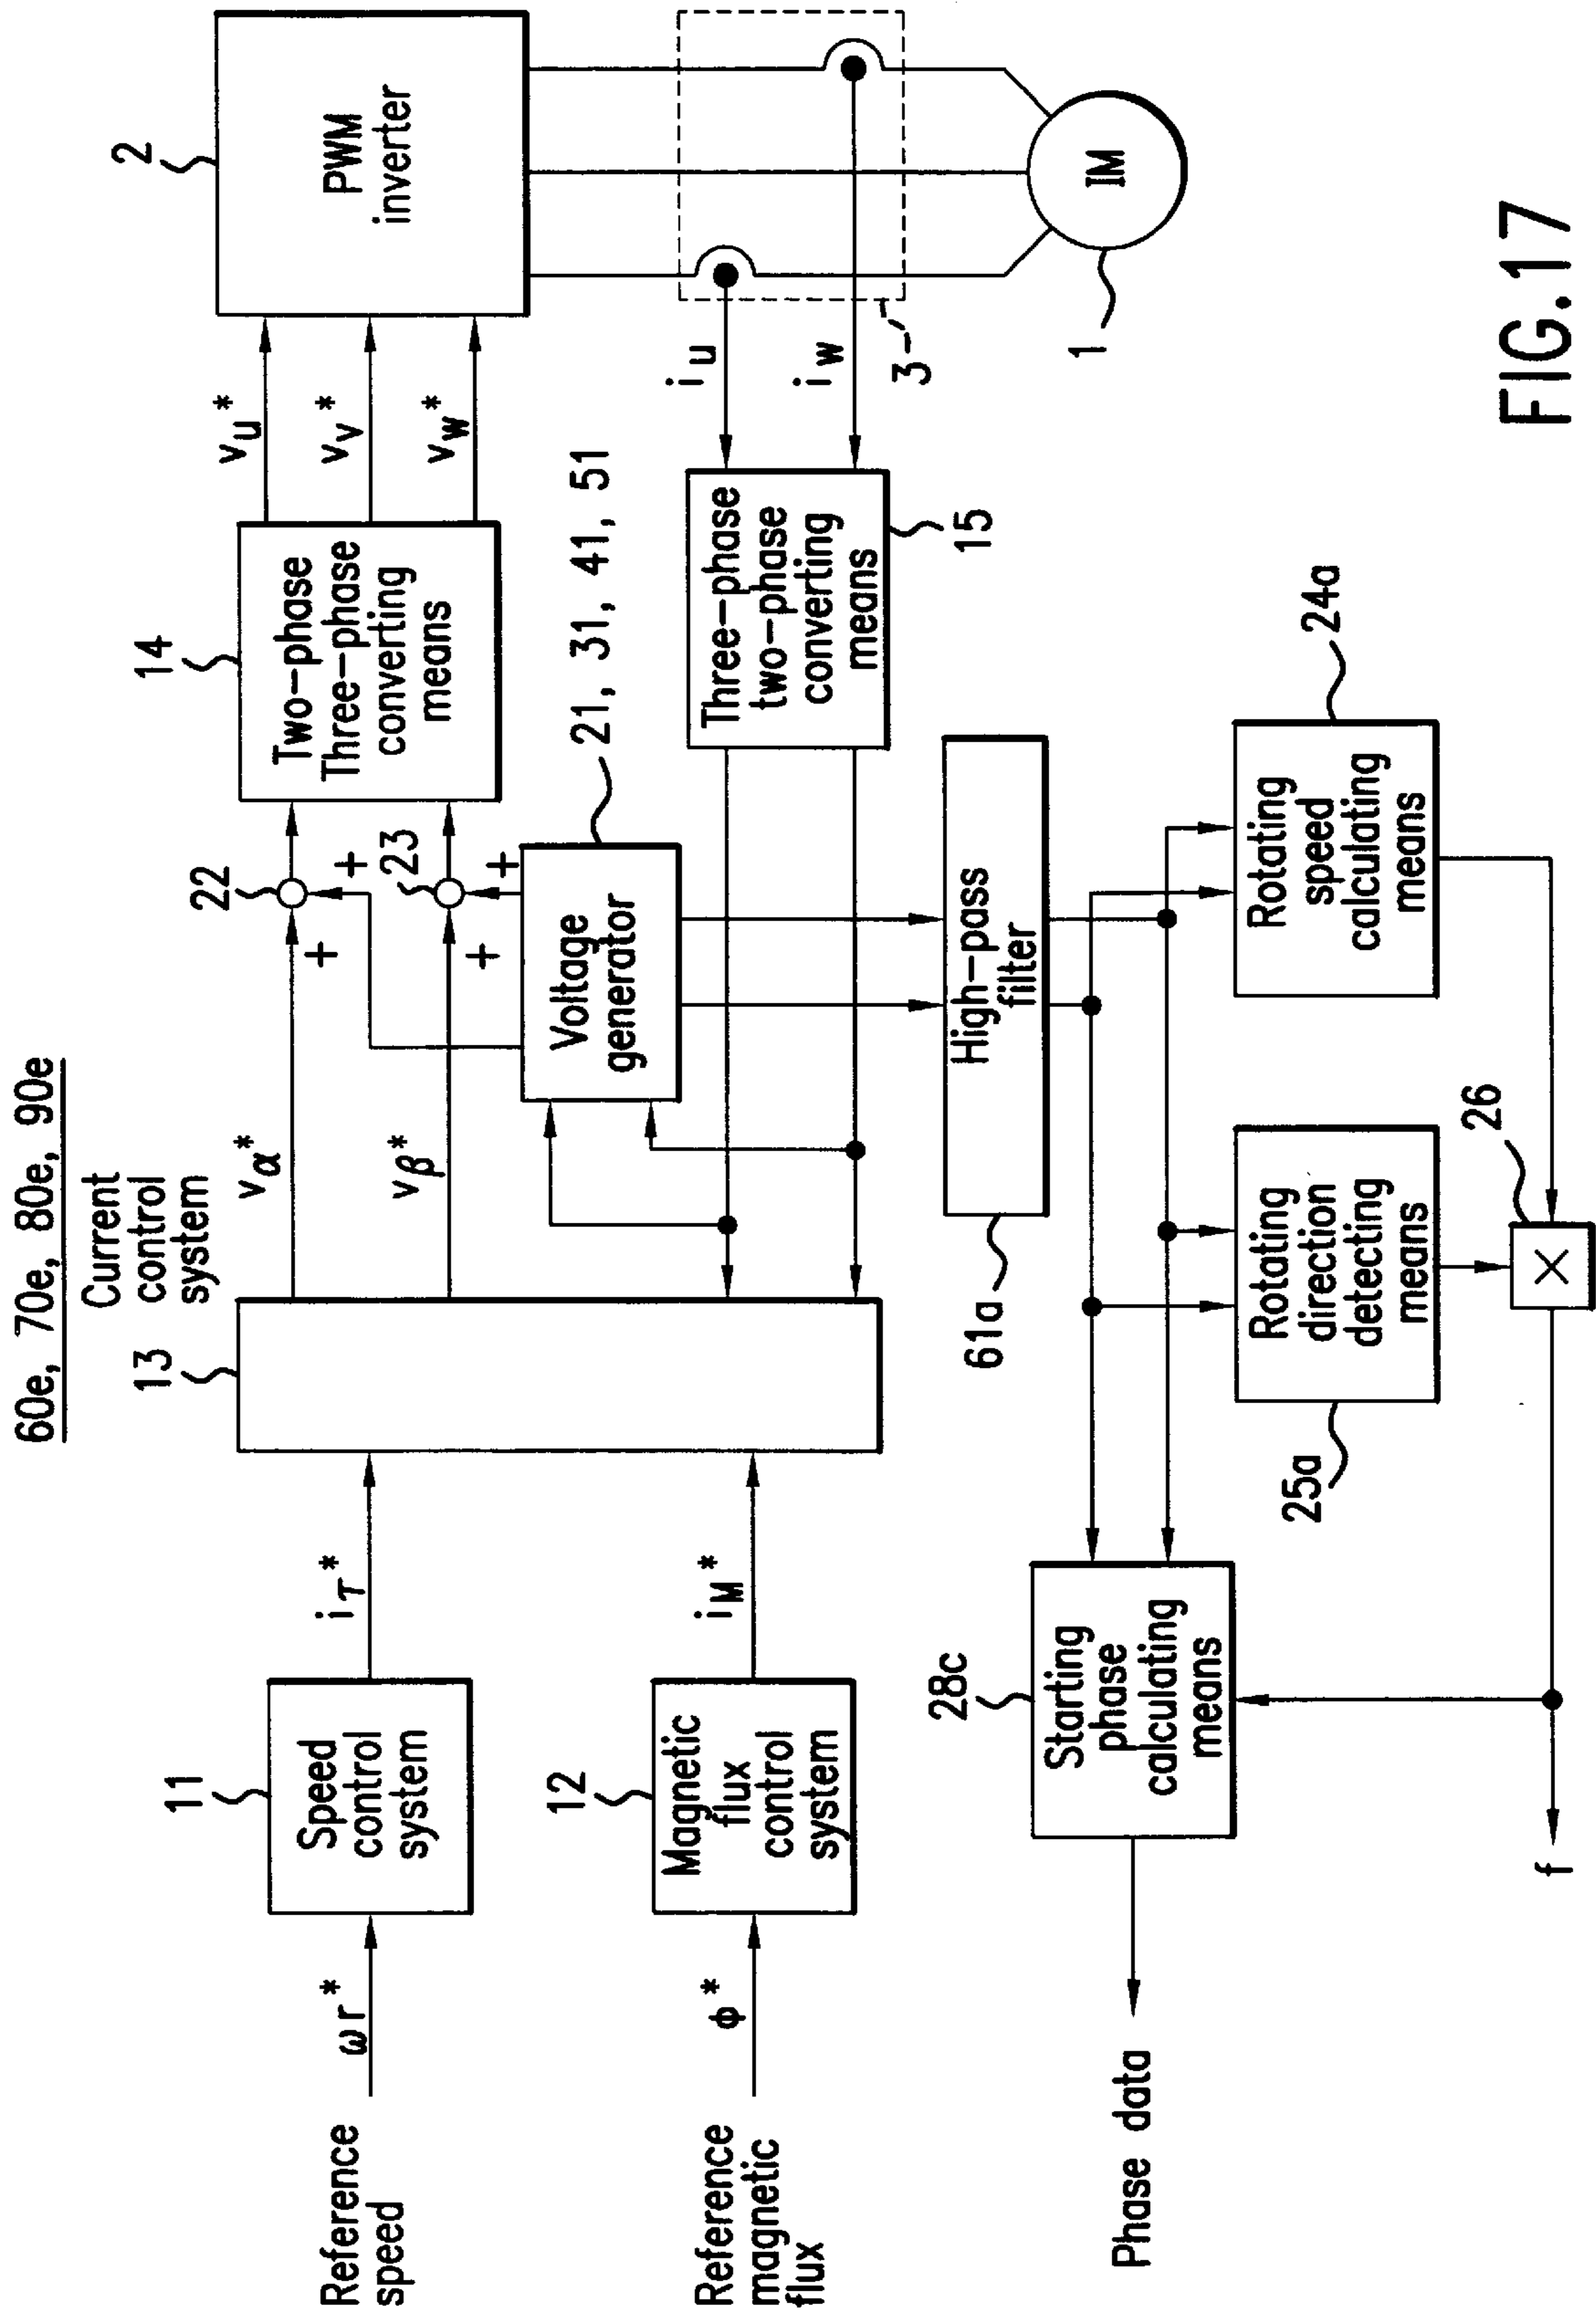 60e, 70e, 80e, 90e
Current
control
system
13
Reference
speed
ωr*
11
Speed
control
system
iτ*
vα*
vβ*
+
+
22
+
23
+
14
Two-phase
Three-phase
converting
means
vu*
vv*
vw*
2
PWM
inverter
Reference
magnetic
flux
φ*
12
Magnetic
flux
control
system
iM*
Voltage
generator
21, 31, 41, 51
Three-phase
two-phase
converting
means
15
iu
iw
3
IM
1
61a
High-pass
filter
Phase data
28c
Starting
phase
calculating
means
Rotating
direction
detecting
means
25a
Rotating
speed
calculating
means
24a
26
×
f
FIG.17